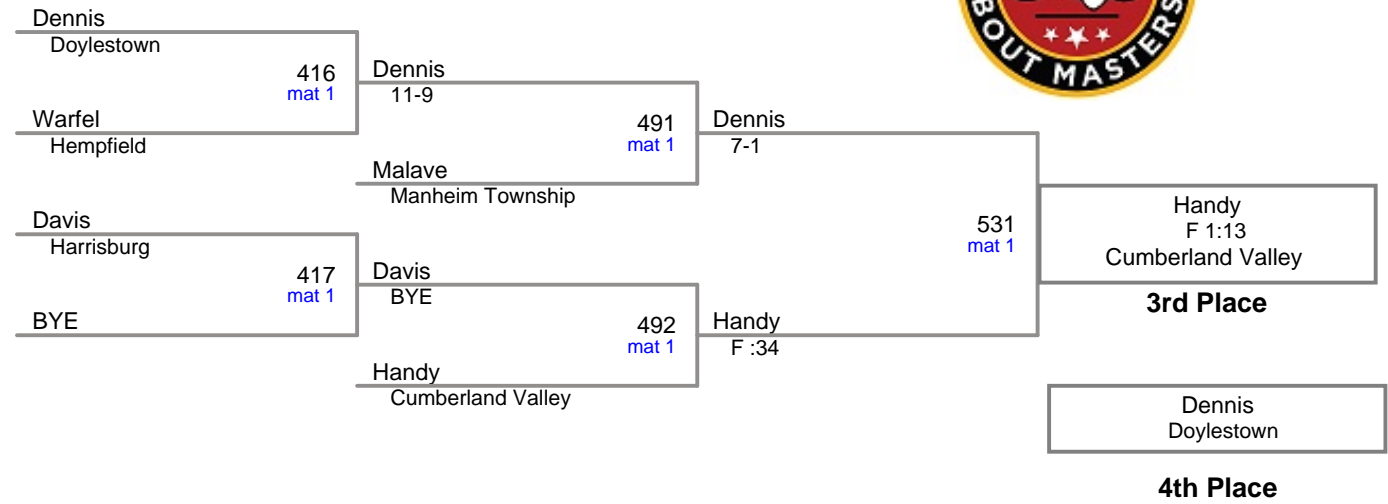 Dennis
Doylestown
416
mat 1
Warfel
Hempfield
Dennis
11-9
491
mat 1
Malave
Manheim Township
Dennis
7-1
Davis
Harrisburg
417
mat 1
BYE
Davis
BYE
492
mat 1
Handy
Cumberland Valley
Handy
F :34
531
mat 1
Handy
F 1:13
Cumberland Valley
3rd Place
Dennis
Doylestown
4th Place
BOUT MASTERS